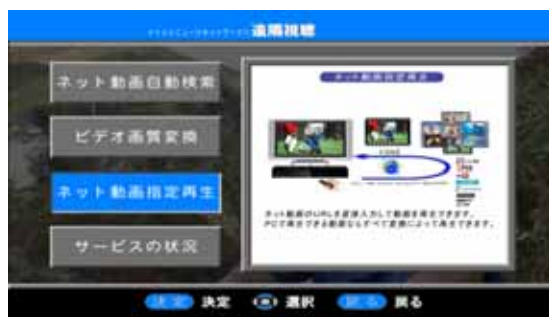 遠隔視聴
ネット動画自動検索
ビデオ画質変換
ネット動画指定再生
サービスの状況
ネット動画指定再生
ネット動画のURLを直接入力して動画を再生できます。
PCで再生できる動画ならすべて変換によって再生できます。
決定 決定 選択 戻る 戻る